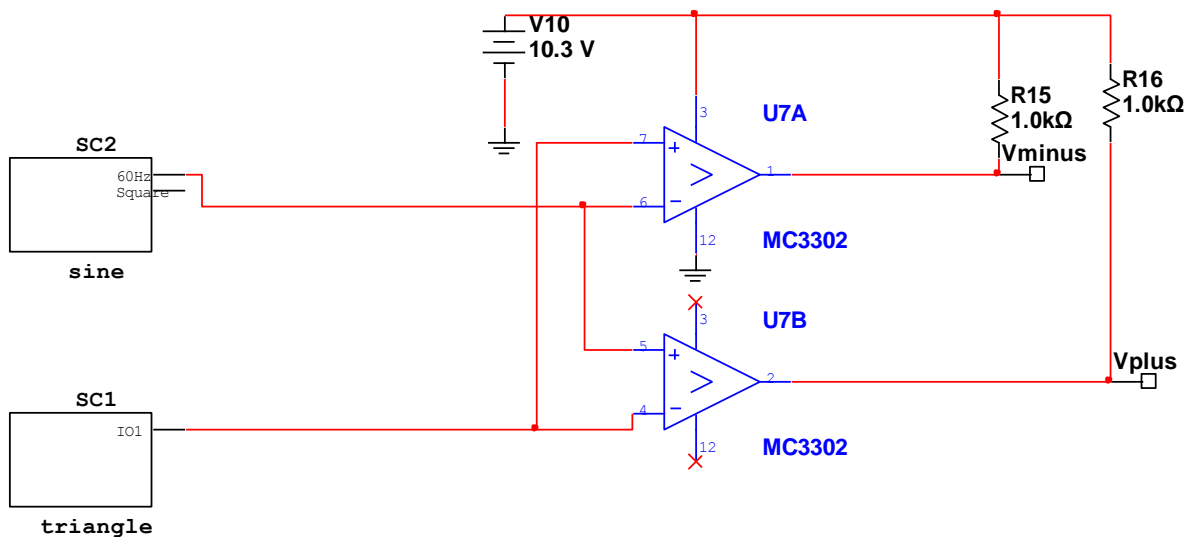 V10
10.3 V
R16
1.0kΩ
R15
1.0kΩ
3
U7A
SC2
7
Vminus
60Hz
1
Square
6
12
MC3302
sine
3
U7B
5
Vplus
2
SC1
4
IO1
12
MC3302
triangle